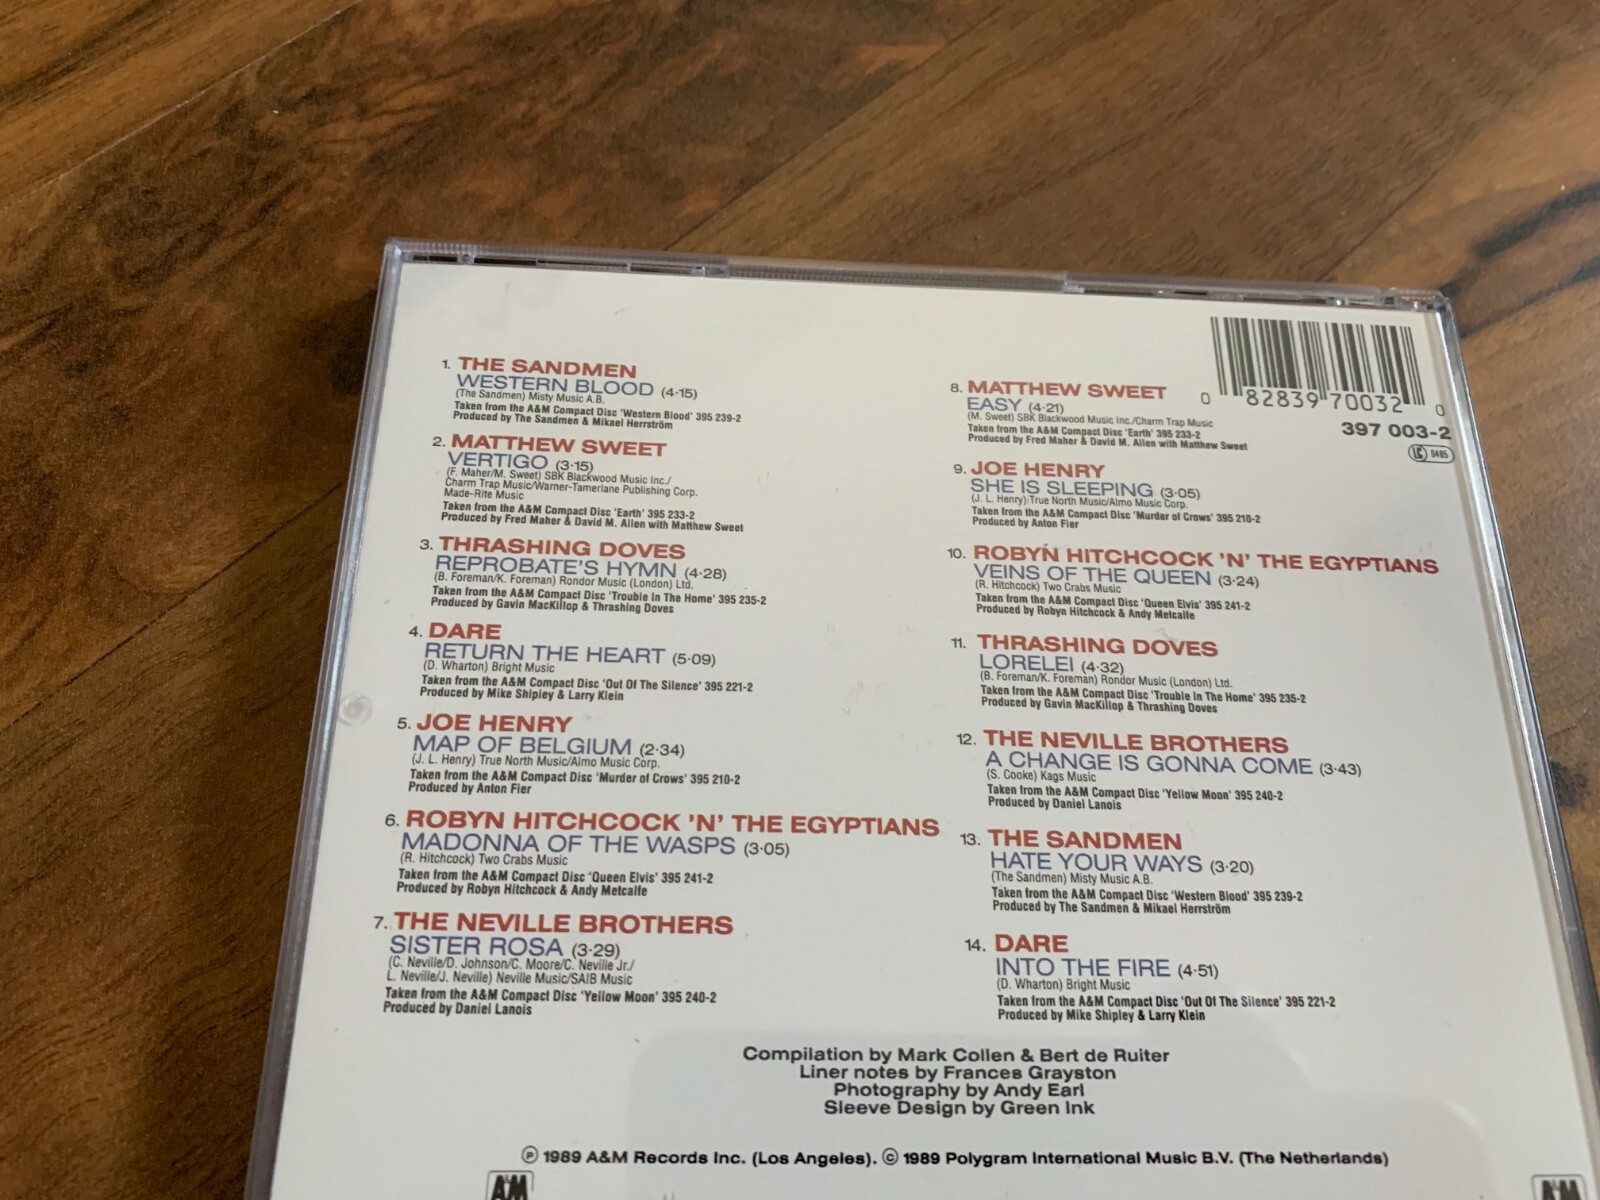 1. THE SANDMEN
WESTERN BLOOD (4·15)
(The Sandmen) Misty Music A.B.
Taken from the A&M Compact Disc 'Western Blood' 395 239-2
Produced by The Sandmen & Mikael Herrström
2. MATTHEW SWEET
VERTIGO (3·15)
(F. Maher/M. Sweet) SBK Blackwood Music Inc./
Charm Trap Music/Warner-Tamerlane Publishing Corp.
Made-Rite Music
Taken from the A&M Compact Disc 'Earth' 395 233-2
Produced by Fred Maher & David M. Allen with Matthew Sweet
3. THRASHING DOVES
REPROBATE'S HYMN (4·28)
(B. Foreman/K. Foreman) Rondor Music (London) Ltd.
Taken from the A&M Compact Disc 'Trouble In The Home' 395 235-2
Produced by Gavin MacKillop & Thrashing Doves
4. DARE
RETURN THE HEART (5·09)
(D. Wharton) Bright Music
Taken from the A&M Compact Disc 'Out Of The Silence' 395 221-2
Produced by Mike Shipley & Larry Klein
5. JOE HENRY
MAP OF BELGIUM (2·34)
(J. L. Henry) True North Music/Almo Music Corp.
Taken from the A&M Compact Disc 'Murder of Crows' 395 210-2
Produced by Anton Fier
6. ROBYN HITCHCOCK 'N' THE EGYPTIANS
MADONNA OF THE WASPS (3·05)
(R. Hitchcock) Two Crabs Music
Taken from the A&M Compact Disc 'Queen Elvis' 395 241-2
Produced by Robyn Hitchcock & Andy Metcalfe
7. THE NEVILLE BROTHERS
SISTER ROSA (3·29)
(C. Neville/D. Johnson/C. Moore/C. Neville Jr./
L. Neville/J. Neville) Neville Music/SAIB Music
Taken from the A&M Compact Disc 'Yellow Moon' 395 240-2
Produced by Daniel Lanois
8. MATTHEW SWEET
EASY (4·21)
(M. Sweet) SBK Blackwood Music Inc./Charm Trap Music
Taken from the A&M Compact Disc 'Earth' 395 233-2
Produced by Fred Maher & David M. Allen with Matthew Sweet
0 82839 70032 0
397 003-2
LC 0485
9. JOE HENRY
SHE IS SLEEPING (3·05)
(J. L. Henry) True North Music/Almo Music Corp.
Taken from the A&M Compact Disc 'Murder of Crows' 395 210-2
Produced by Anton Fier
10. ROBYN HITCHCOCK 'N' THE EGYPTIANS
VEINS OF THE QUEEN (3·24)
(R. Hitchcock) Two Crabs Music
Taken from the A&M Compact Disc 'Queen Elvis' 395 241-2
Produced by Robyn Hitchcock & Andy Metcalfe
11. THRASHING DOVES
LORELEI (4·32)
(B. Foreman/K. Foreman) Rondor Music (London) Ltd.
Taken from the A&M Compact Disc 'Trouble In The Home' 395 235-2
Produced by Gavin MacKillop & Thrashing Doves
12. THE NEVILLE BROTHERS
A CHANGE IS GONNA COME (3·43)
(S. Cooke) Kags Music
Taken from the A&M Compact Disc 'Yellow Moon' 395 240-2
Produced by Daniel Lanois
13. THE SANDMEN
HATE YOUR WAYS (3·20)
(The Sandmen) Misty Music A.B.
Taken from the A&M Compact Disc 'Western Blood' 395 239-2
Produced by The Sandmen & Mikael Herrström
14. DARE
INTO THE FIRE (4·51)
(D. Wharton) Bright Music
Taken from the A&M Compact Disc 'Out Of The Silence' 395 221-2
Produced by Mike Shipley & Larry Klein
Compilation by Mark Collen & Bert de Ruiter
Liner notes by Frances Grayston
Photography by Andy Earl
Sleeve Design by Green Ink
℗ 1989 A&M Records Inc. (Los Angeles). © 1989 Polygram International Music B.V. (The Netherlands)
A&M
A&M